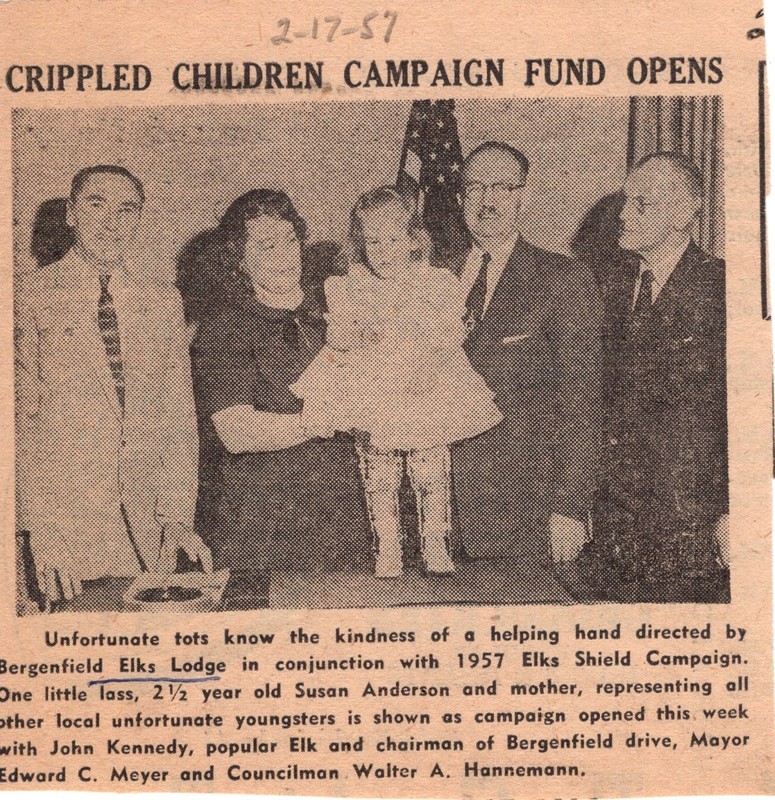 2-17-57
CRIPPLED CHILDREN CAMPAIGN FUND OPENS
Unfortunate tots know the kindness of a helping hand directed by
Bergenfield Elks Lodge in conjunction with 1957 Elks Shield Campaign.
One little lass, 2½ year old Susan Anderson and mother, representing all
other local unfortunate youngsters is shown as campaign opened this week
with John Kennedy, popular Elk and chairman of Bergenfield drive, Mayor
Edward C. Meyer and Councilman Walter A. Hannemann.